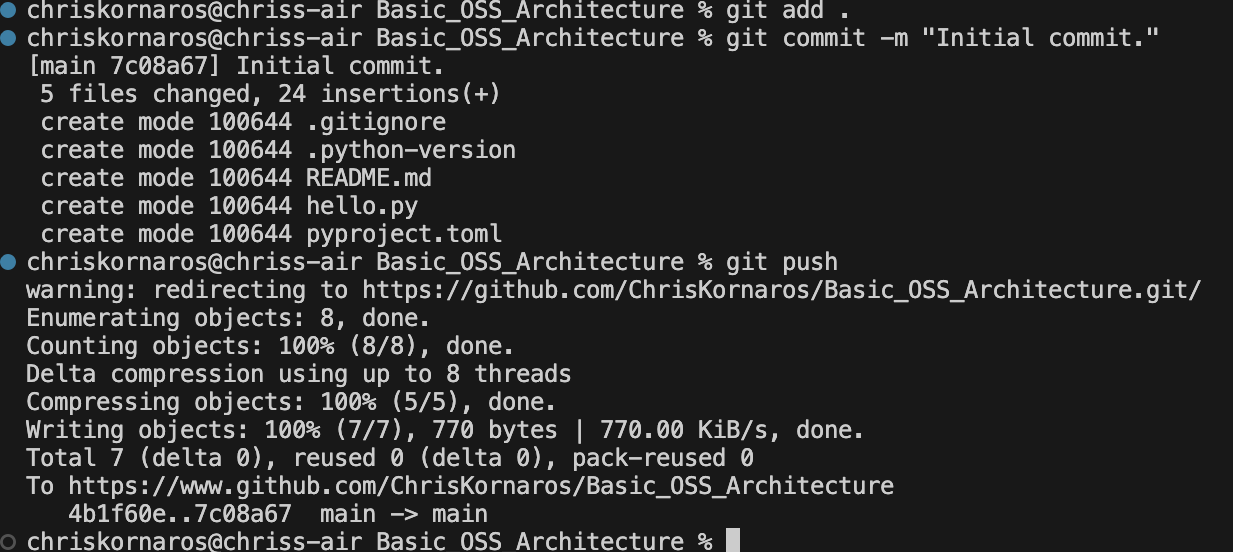 chriskornaros@chriss-air Basic_OSS_Architecture % git add .
chriskornaros@chriss-air Basic_OSS_Architecture % git commit -m "Initial commit."
[main 7c08a67] Initial commit.
 5 files changed, 24 insertions(+)
 create mode 100644 .gitignore
 create mode 100644 .python-version
 create mode 100644 README.md
 create mode 100644 hello.py
 create mode 100644 pyproject.toml
chriskornaros@chriss-air Basic_OSS_Architecture % git push
warning: redirecting to https://github.com/ChrisKornaros/Basic_OSS_Architecture.git/
Enumerating objects: 8, done.
Counting objects: 100% (8/8), done.
Delta compression using up to 8 threads
Compressing objects: 100% (5/5), done.
Writing objects: 100% (7/7), 770 bytes | 770.00 KiB/s, done.
Total 7 (delta 0), reused 0 (delta 0), pack-reused 0
To https://www.github.com/ChrisKornaros/Basic_OSS_Architecture
   4b1f60e..7c08a67  main -> main
chriskornaros@chriss-air Basic_OSS_Architecture %